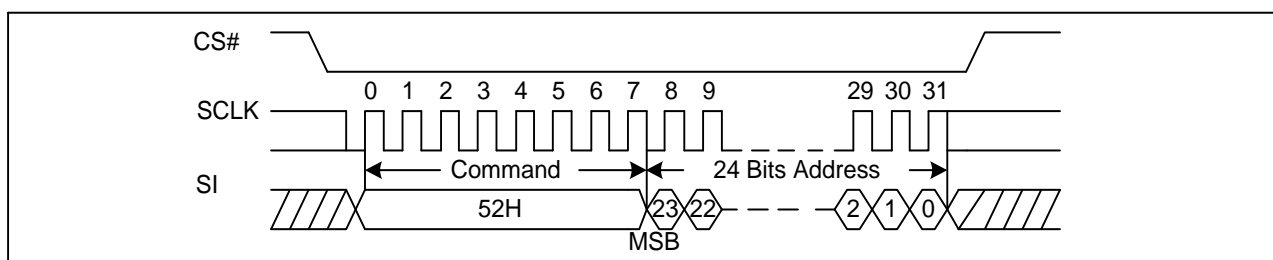 CS#
0 1 2 3 4 5 6 7 8 9 29 30 31
SCLK
Command 24 Bits Address
SI
52H 23 22 2 1 0
MSB